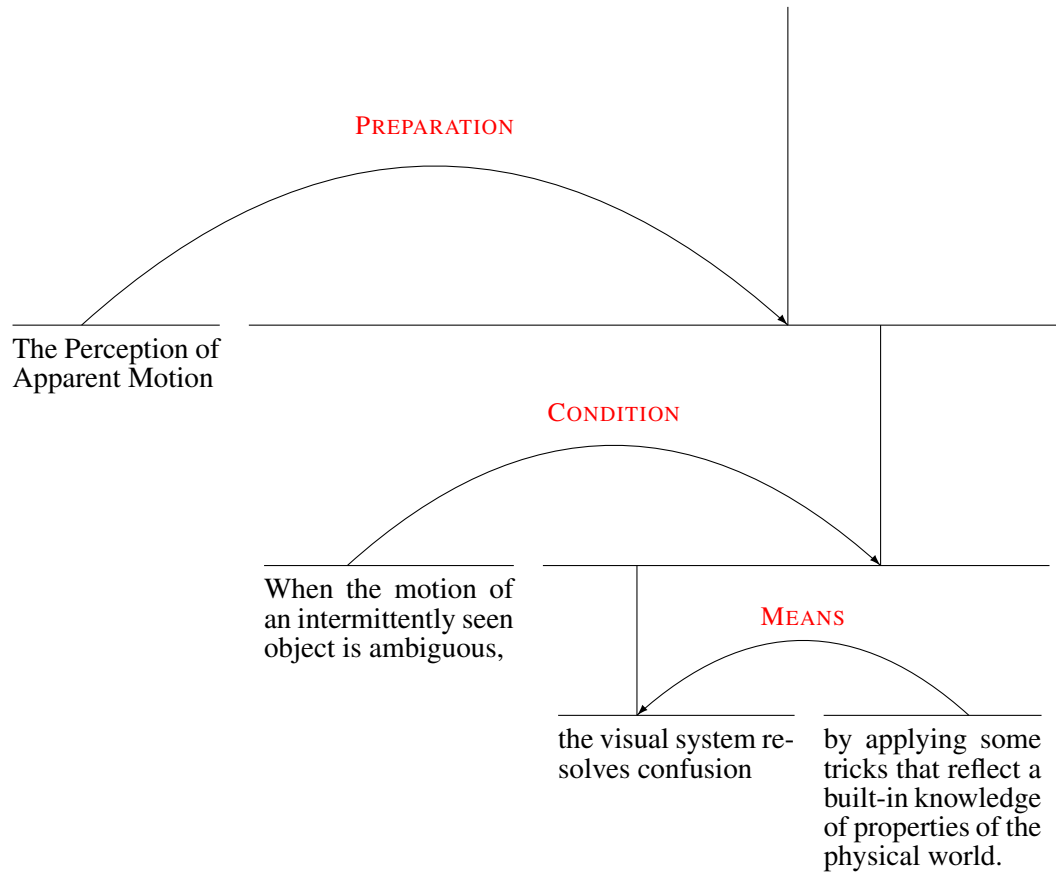 PREPARATION
The Perception of
Apparent Motion
CONDITION
When the motion of
an intermittently seen
object is ambiguous,
MEANS
the visual system re-
solves confusion
by applying some
tricks that reflect a
built-in knowledge
of properties of the
physical world.